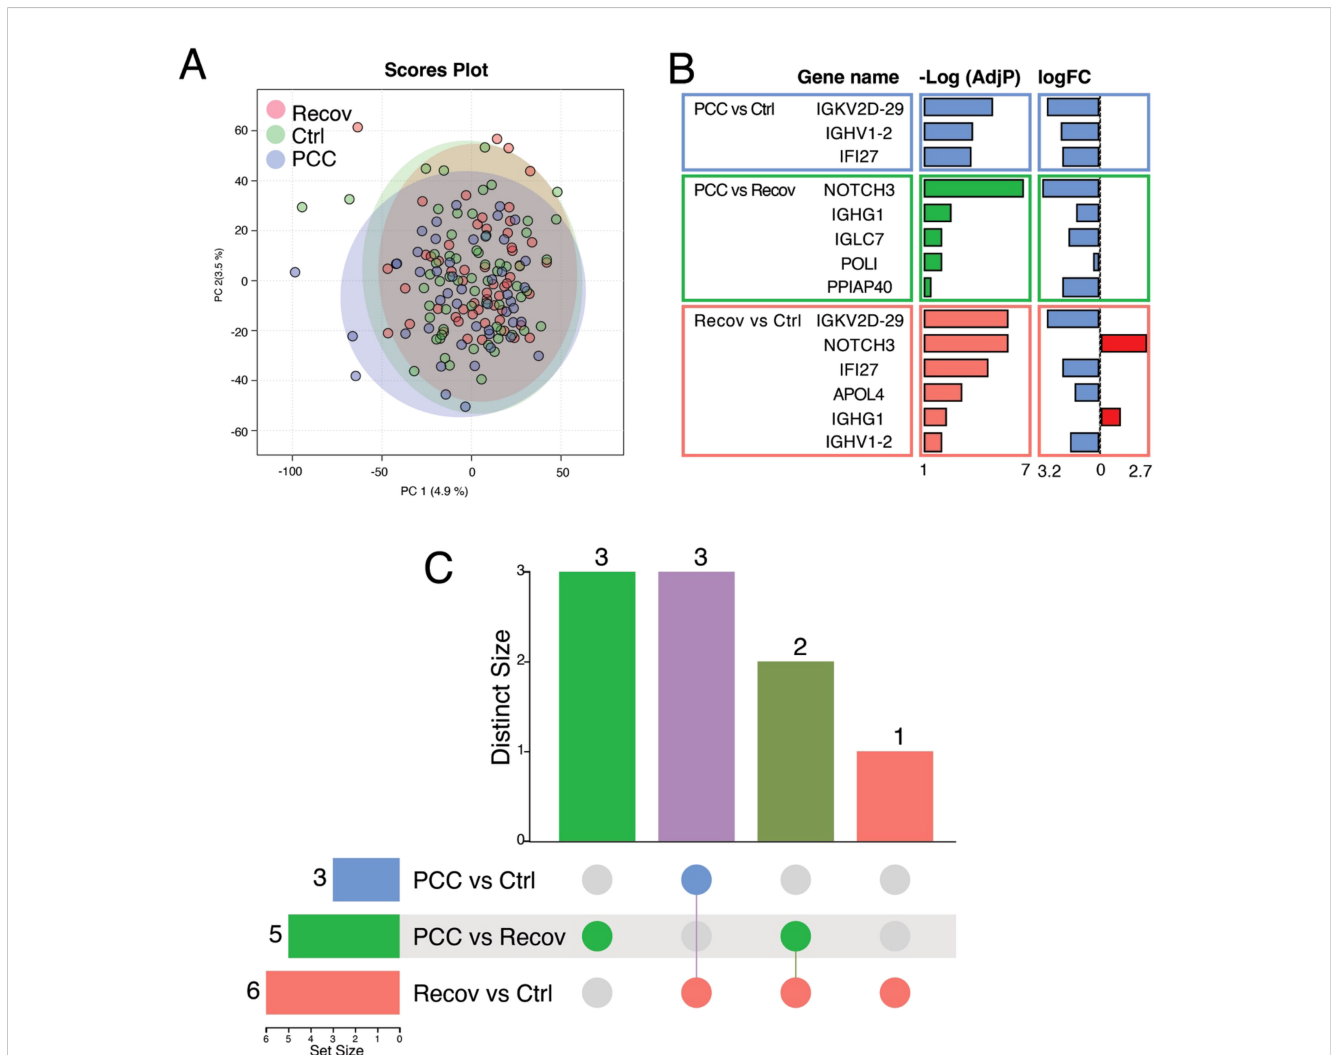 A
Scores Plot
Recov
Ctrl
PCC
60
40
20
0
-20
-40
-60
PC 2(3.5 %)
-100 -50 0 50
PC 1 (4.9 %)
B
Gene name -Log (AdjP) logFC
PCC vs Ctrl IGKV2D-29
IGHV1-2
IFI27
PCC vs Recov NOTCH3
IGHG1
IGLC7
POLI
PPIAP40
Recov vs Ctrl IGKV2D-29
NOTCH3
IFI27
APOL4
IGHG1
IGHV1-2
1 7 3.2 0 2.7
C
3 3 2 1
Distinct Size
3
2
1
0
3 PCC vs Ctrl
5 PCC vs Recov
6 Recov vs Ctrl
6 5 4 3 2 1 0
Set Size